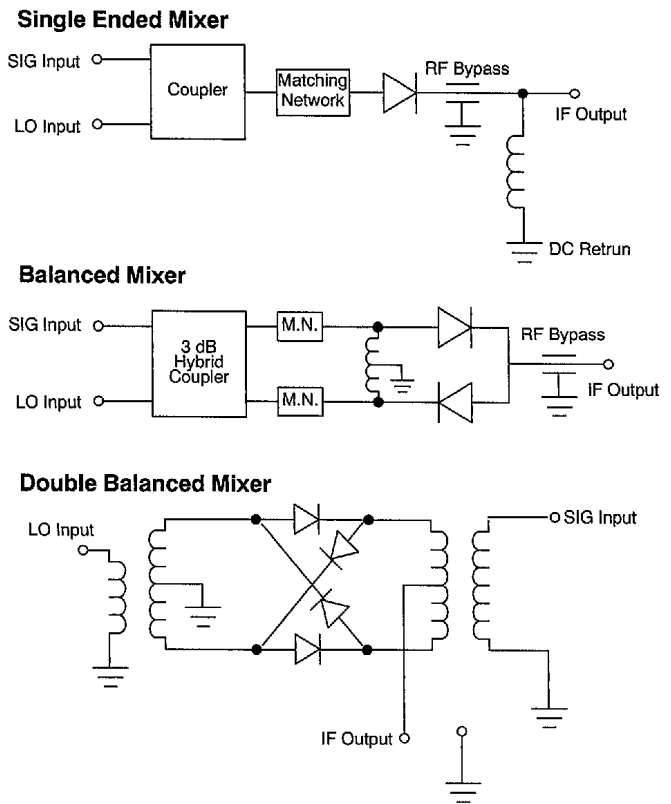 Single Ended Mixer
SIG Input
LO Input
Coupler
Matching
Network
RF Bypass
IF Output
DC Retrun
Balanced Mixer
SIG Input
LO Input
3 dB
Hybrid
Coupler
M.N.
M.N.
RF Bypass
IF Output
Double Balanced Mixer
LO Input
SIG Input
IF Output